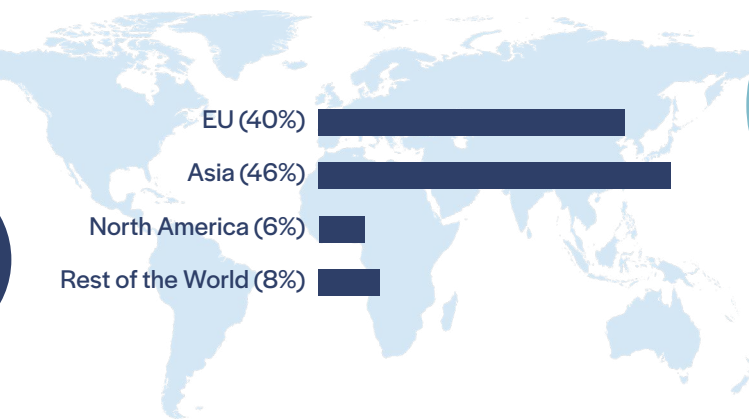 EU (40%)
Asia (46%)
North America (6%)
Rest of the World (8%)